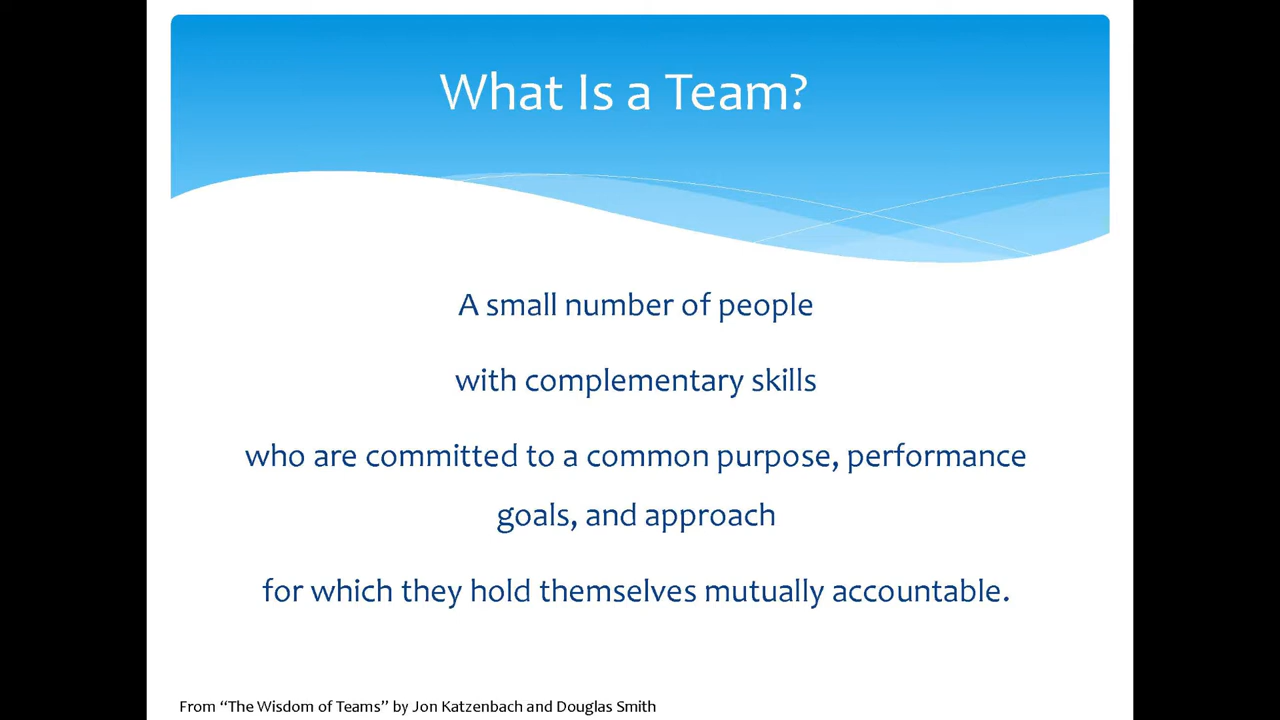 What Is a Team?
A small number of people
with complementary skills
who are committed to a common purpose, performance
goals, and approach
for which they hold themselves mutually accountable.
From “The Wisdom of Teams” by Jon Katzenbach and Douglas Smith